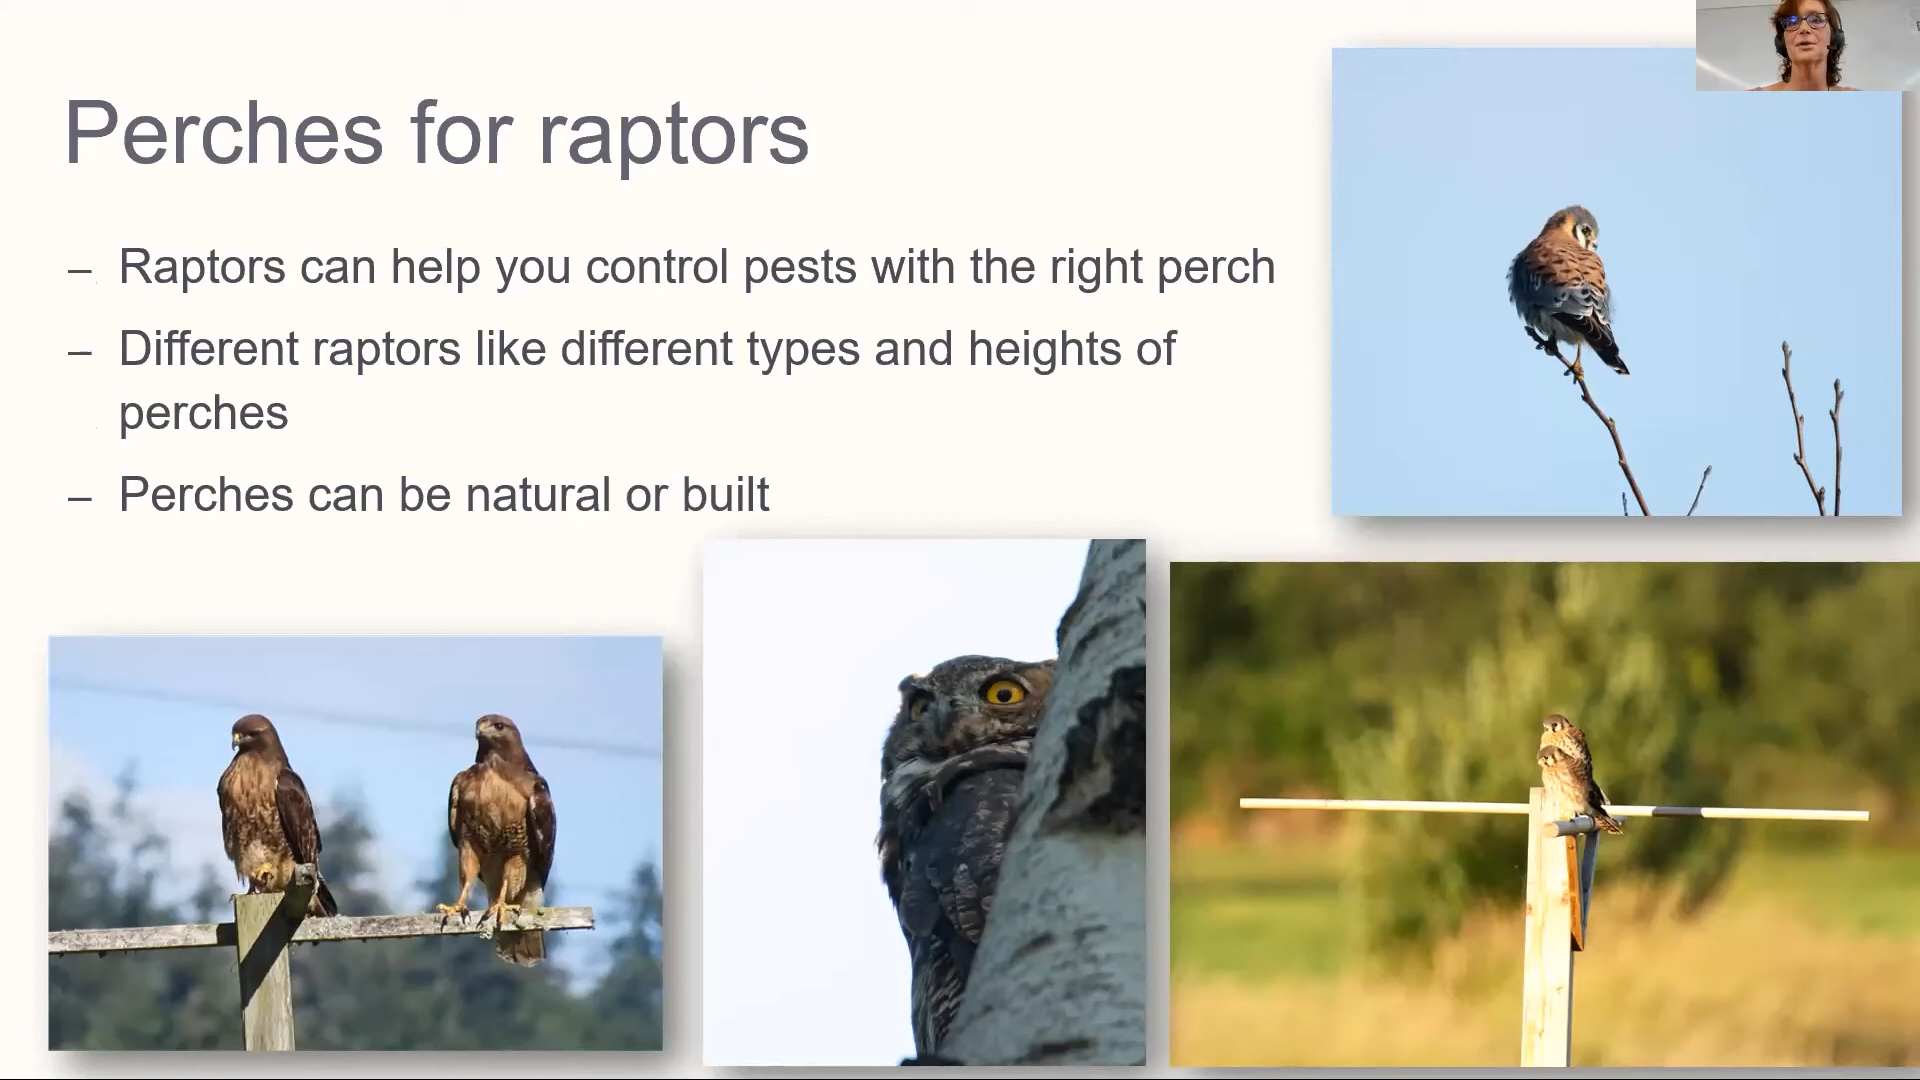 Perches for raptors
– Raptors can help you control pests with the right perch
– Different raptors like different types and heights of
perches
– Perches can be natural or built